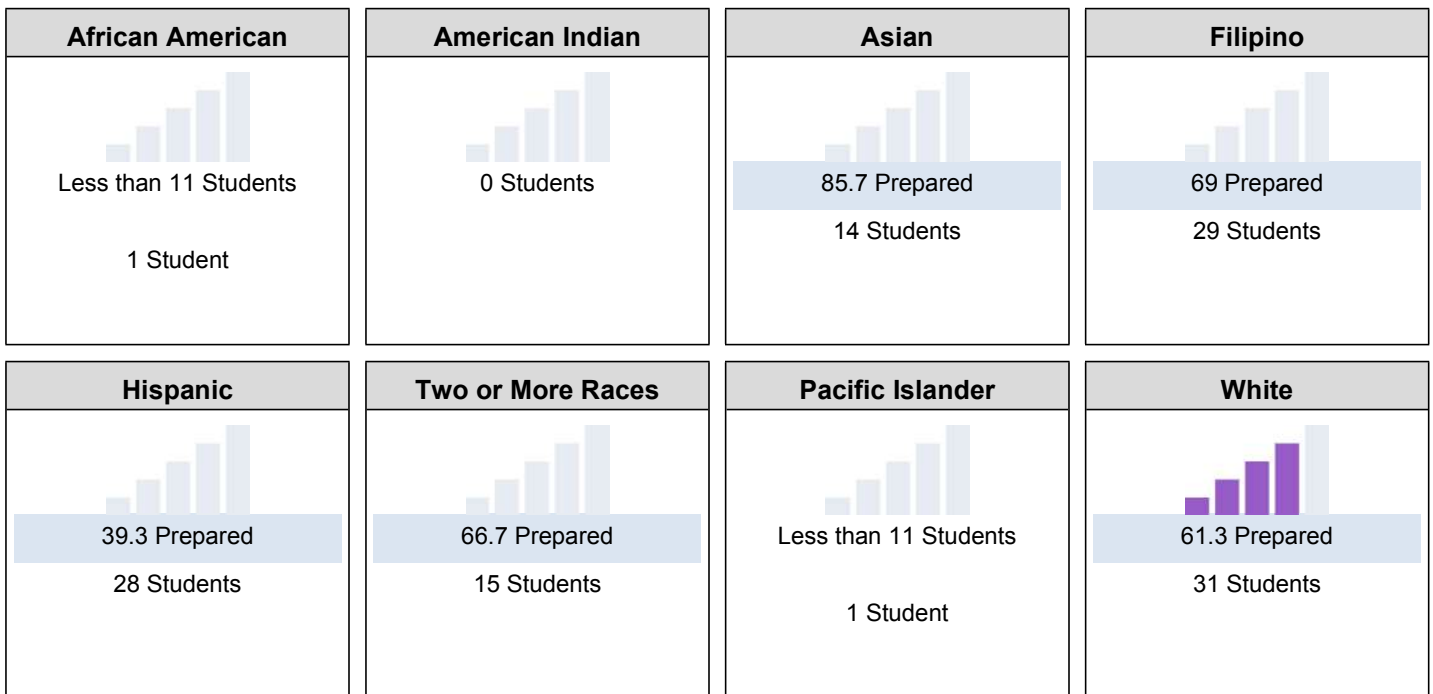 African American
Less than 11 Students
1 Student
American Indian
0 Students
Asian
85.7 Prepared
14 Students
Filipino
69 Prepared
29 Students
Hispanic
39.3 Prepared
28 Students
Two or More Races
66.7 Prepared
15 Students
Pacific Islander
Less than 11 Students
1 Student
White
61.3 Prepared
31 Students